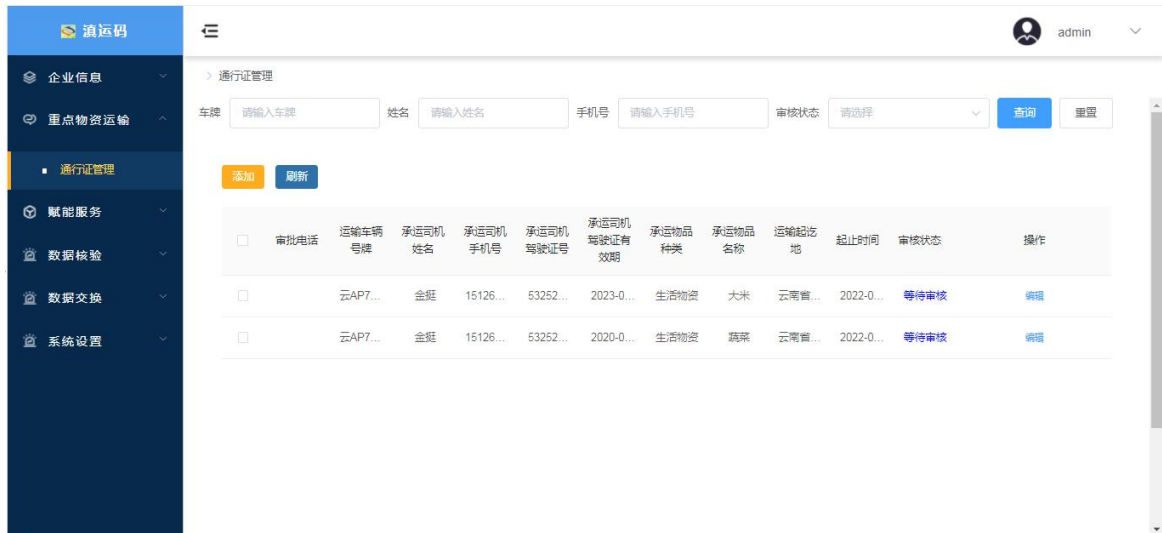 滇运码
admin
企业信息
通行证管理
重点物资运输
车牌 请输入车牌 姓名 请输入姓名 手机号 请输入手机号 审核状态 请选择 查询 重置
通行证管理
添加 刷新
赋能服务
数据核验
数据交换
系统设置
审批电话 运输车辆号牌 承运司机姓名 承运司机手机号 承运司机驾驶证号 承运司机驾驶证有效期 承运物品种类 承运物品名称 运输起讫地 起止时间 审核状态 操作
云AP7... 金挺 15126... 53252... 2023-0... 生活物资 大米 云南省... 2022-0... 等待审核 编辑
云AP7... 金挺 15126... 53252... 2020-0... 生活物资 蔬菜 云南省... 2022-0... 等待审核 编辑